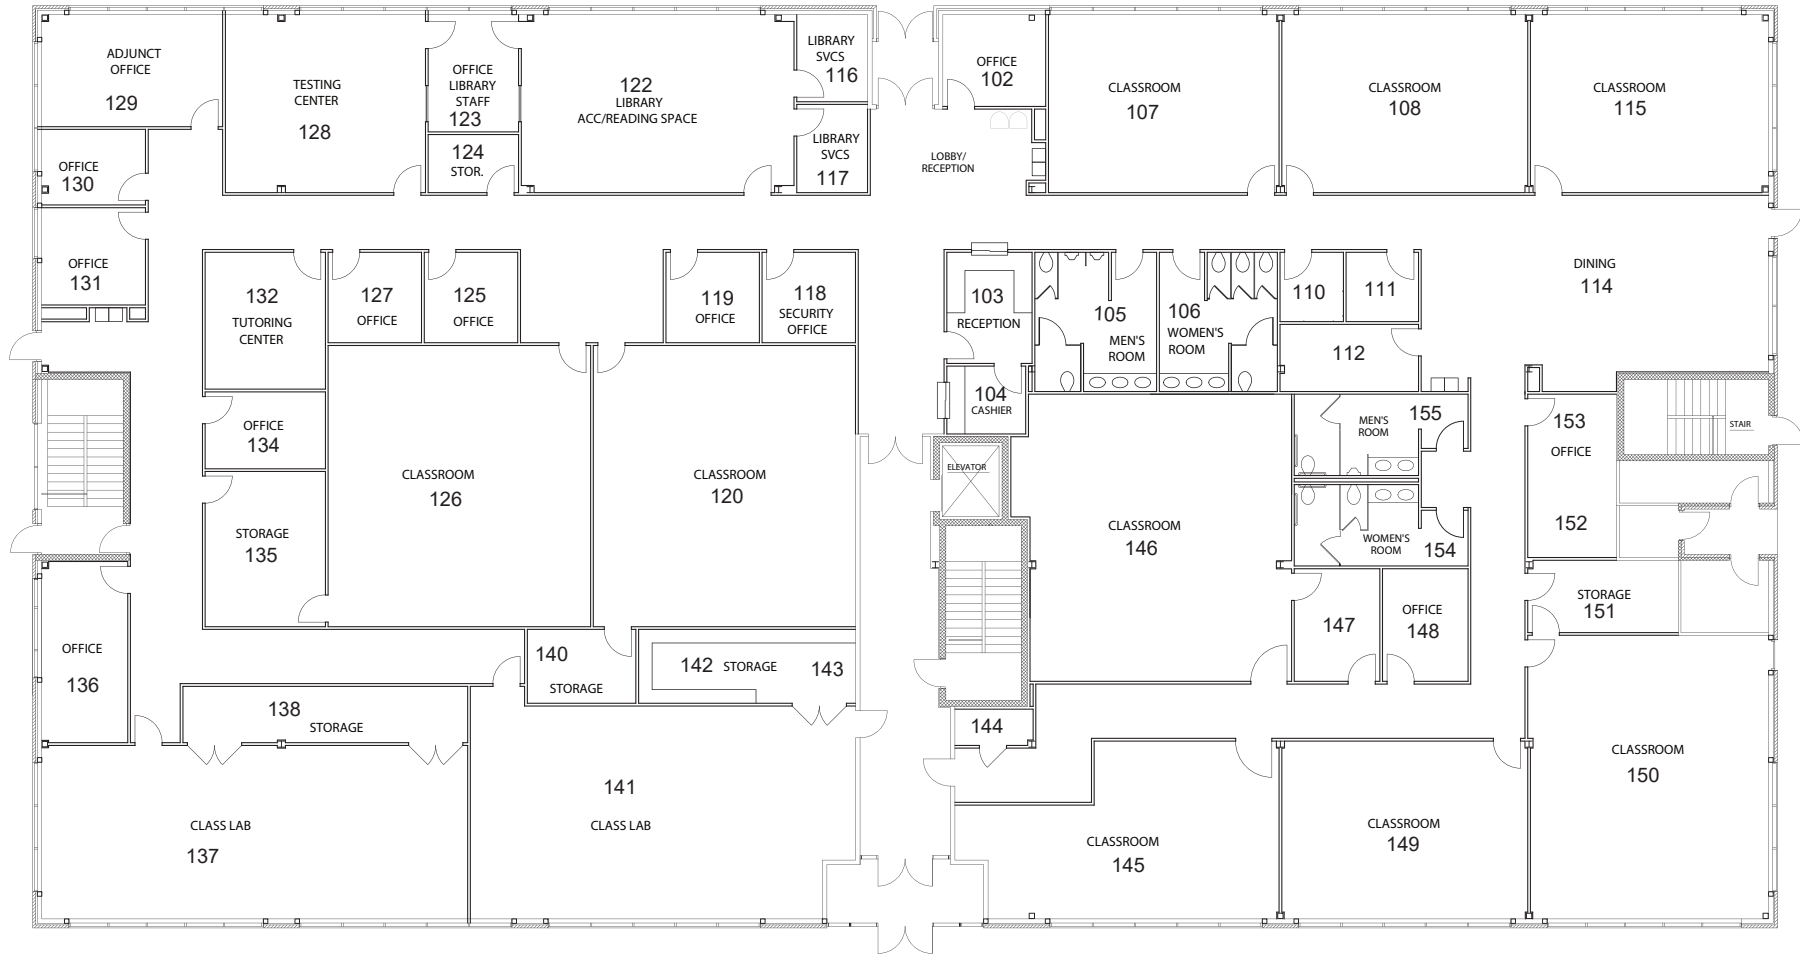 ADJUNCT
OFFICE
129
TESTING
CENTER
128
OFFICE
LIBRARY
STAFF
123
124
STOR.
122
LIBRARY
ACC/READING SPACE
LIBRARY
SVCS
116
LIBRARY
SVCS
117
OFFICE
102
LOBBY/
RECEPTION
CLASSROOM
107
CLASSROOM
108
CLASSROOM
115
OFFICE
130
OFFICE
131
132
TUTORING
CENTER
127
OFFICE
125
OFFICE
119
OFFICE
118
SECURITY
OFFICE
103
RECEPTION
104
CASHIER
105
MEN'S
ROOM
106
WOMEN'S
ROOM
110
111
112
DINING
114
OFFICE
134
STORAGE
135
CLASSROOM
126
CLASSROOM
120
ELEVATOR
CLASSROOM
146
MEN'S
ROOM
155
WOMEN'S
ROOM
154
153
OFFICE
152
STAIR
STORAGE
151
147
OFFICE
148
OFFICE
136
138
STORAGE
140
STORAGE
142
STORAGE
143
144
CLASS LAB
137
141
CLASS LAB
CLASSROOM
145
CLASSROOM
149
CLASSROOM
150